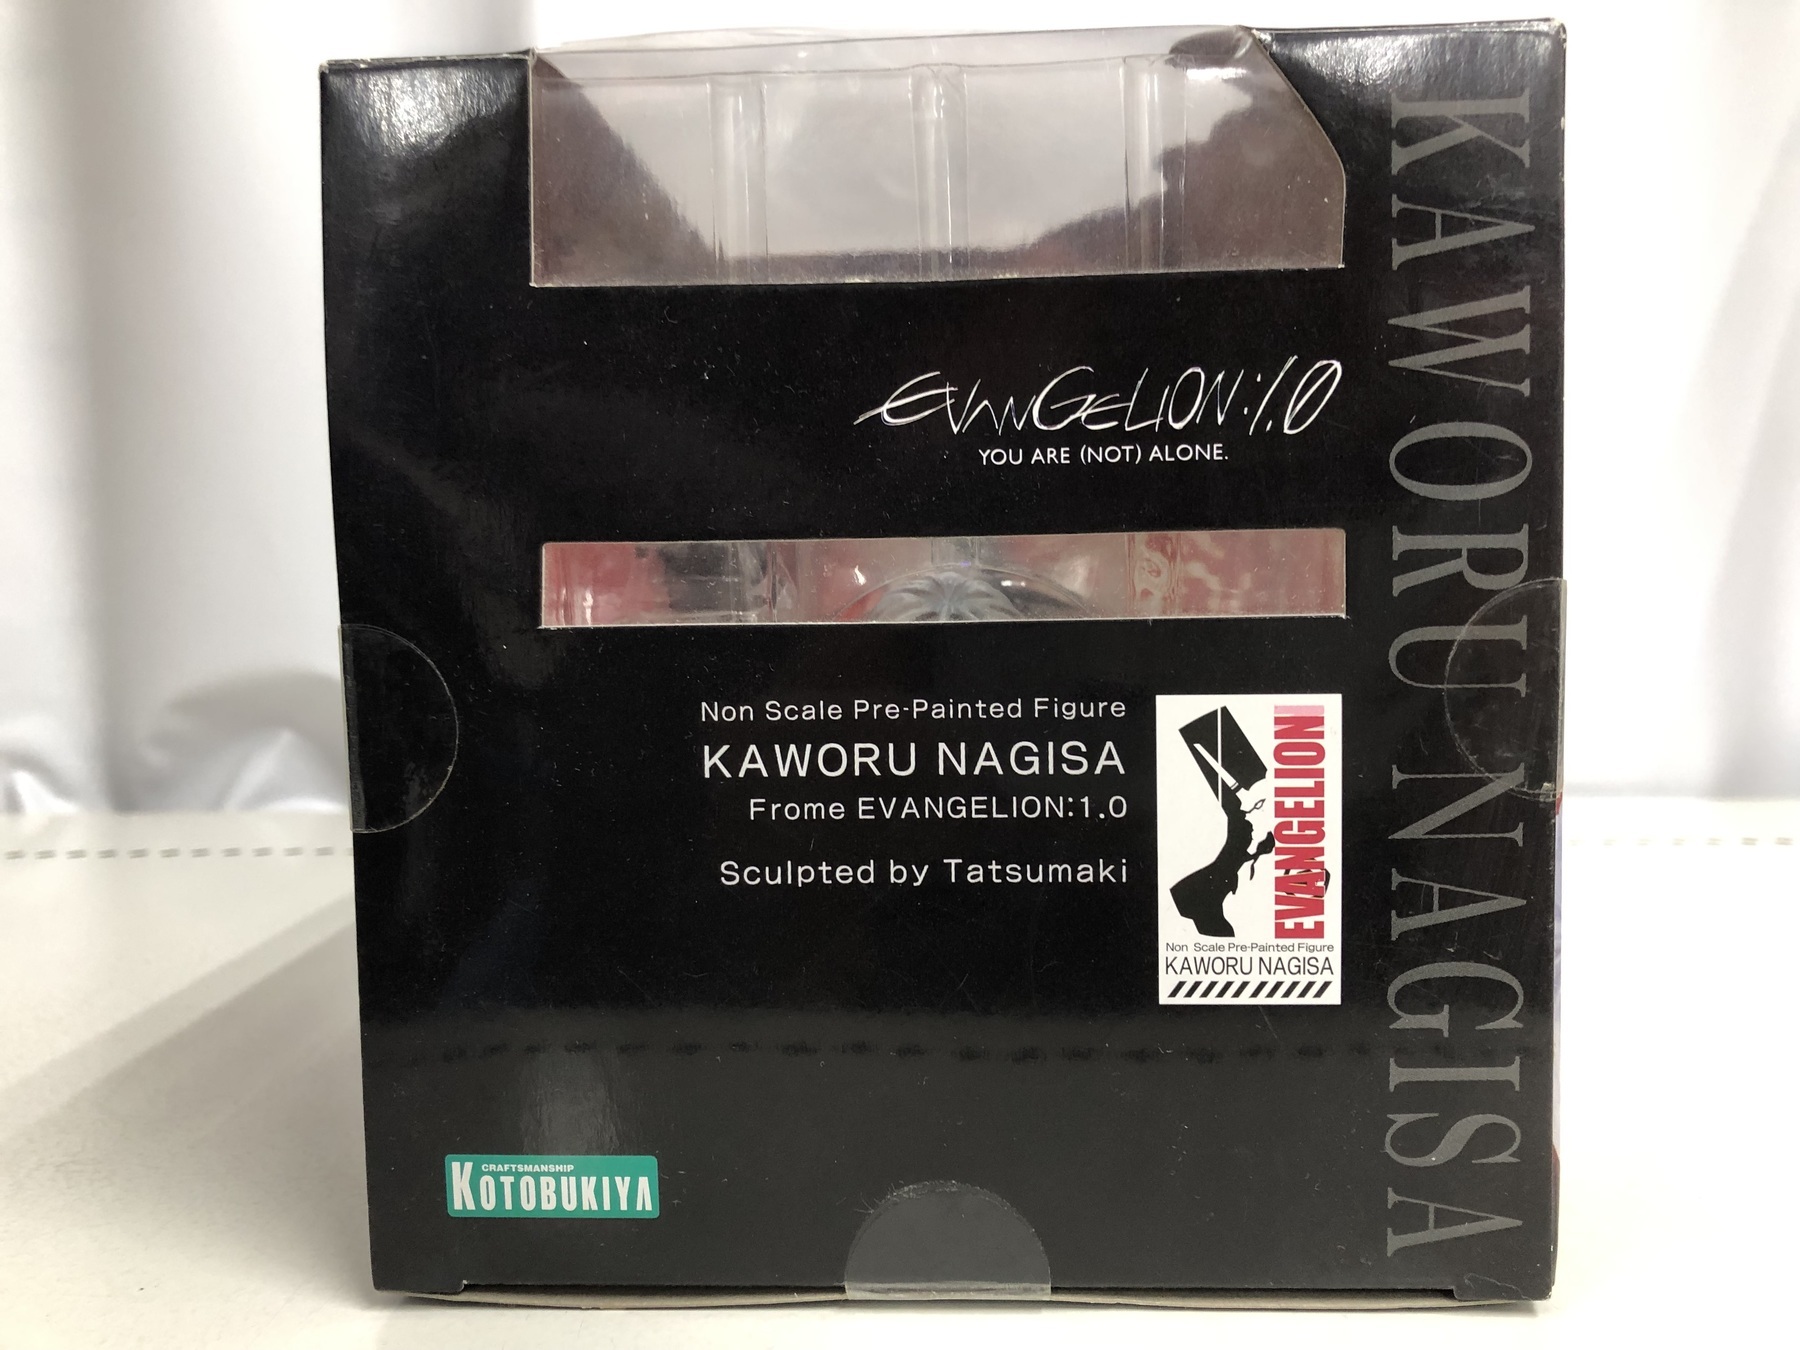 EVANGELION:1.0
YOU ARE (NOT) ALONE.
KAWORU NAGISA
Non Scale Pre-Painted Figure
KAWORU NAGISA
Frome EVANGELION:1.0
Sculpted by Tatsumaki
EVANGELION
Non Scale Pre-Painted Figure
KAWORU NAGISA
CRAFTSMANSHIP
KOTOBUKIYA